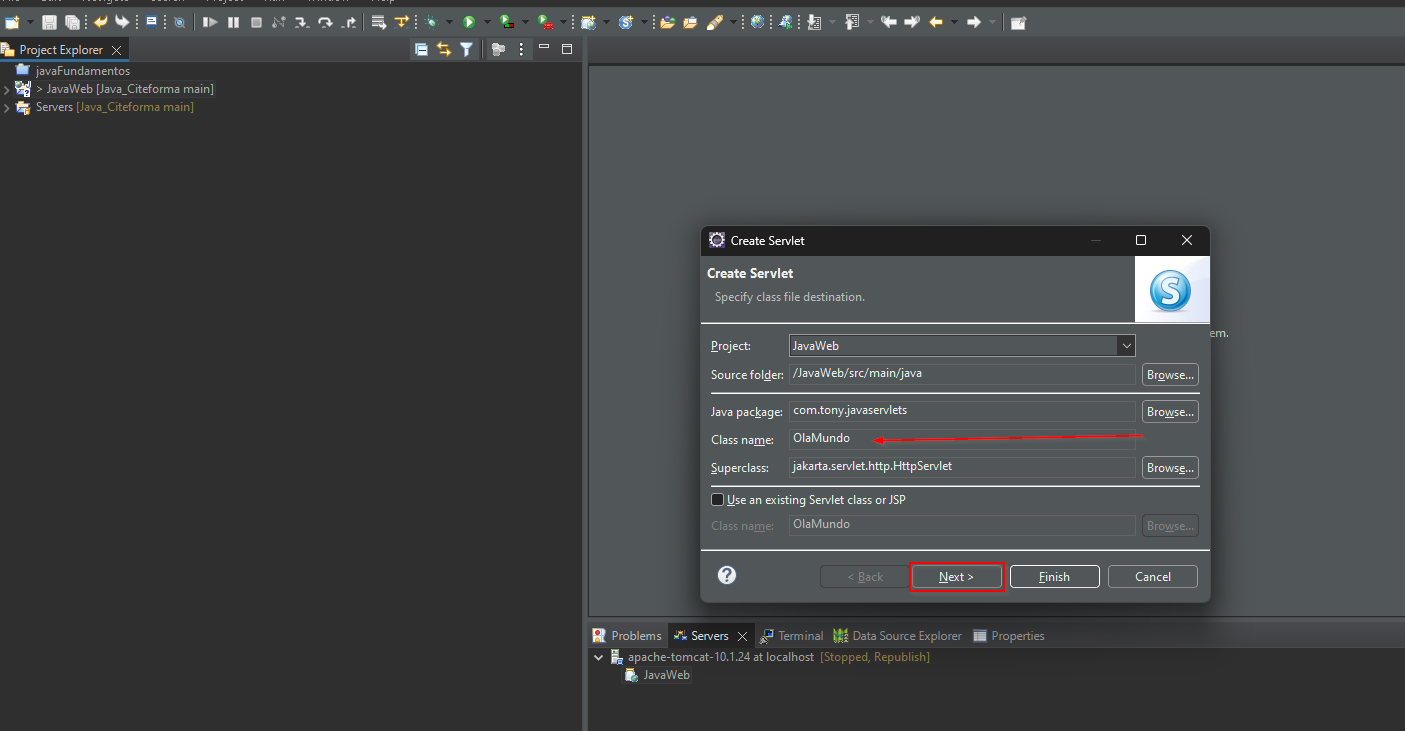 Project Explorer
javaFundamentos
> JavaWeb [Java_Citeforma main]
Servers [Java_Citeforma main]
Create Servlet
Create Servlet
Specify class file destination.
em.
Project:
JavaWeb
Source folder:
/JavaWeb/src/main/java
Browse...
Java package:
com.tony.javaservlets
Browse...
Class name:
OlaMundo
Superclass:
jakarta.servlet.http.HttpServlet
Browse...
Use an existing Servlet class or JSP
Class name:
OlaMundo
Browse...
< Back
Next >
Finish
Cancel
Problems
Servers
Terminal
Data Source Explorer
Properties
apache-tomcat-10.1.24 at localhost [Stopped, Republish]
JavaWeb